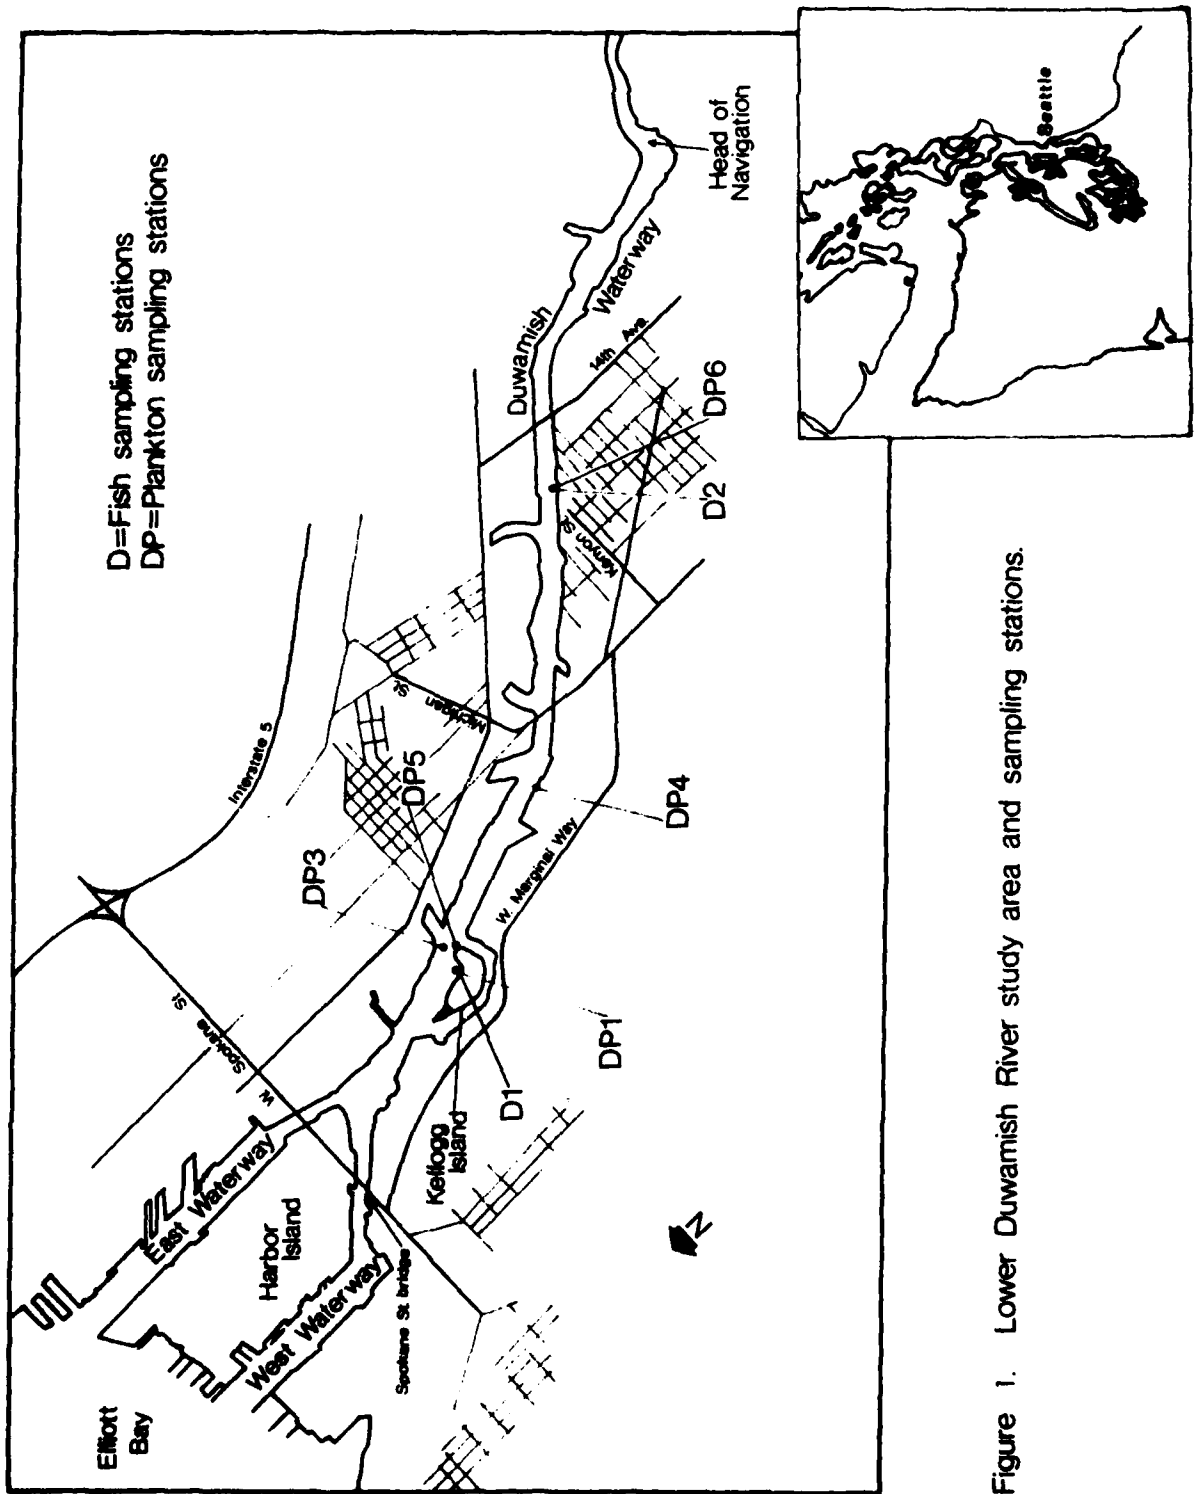 D=Fish sampling stations
DP=Plankton sampling stations
Elliott
Bay
East Waterway
Harbor
Island
West Waterway
Spokane St bridge
W. Spokane St
Interstate 5
Kellogg
Island
D1
DP1
DP3
DP5
DP4
W. Marginal Way
Michigan St.
Kenyon St.
D2
DP6
14th Ave.
Duwamish
Waterway
Head of
Navigation
N
Seattle
Figure 1. Lower Duwamish River study area and sampling stations.